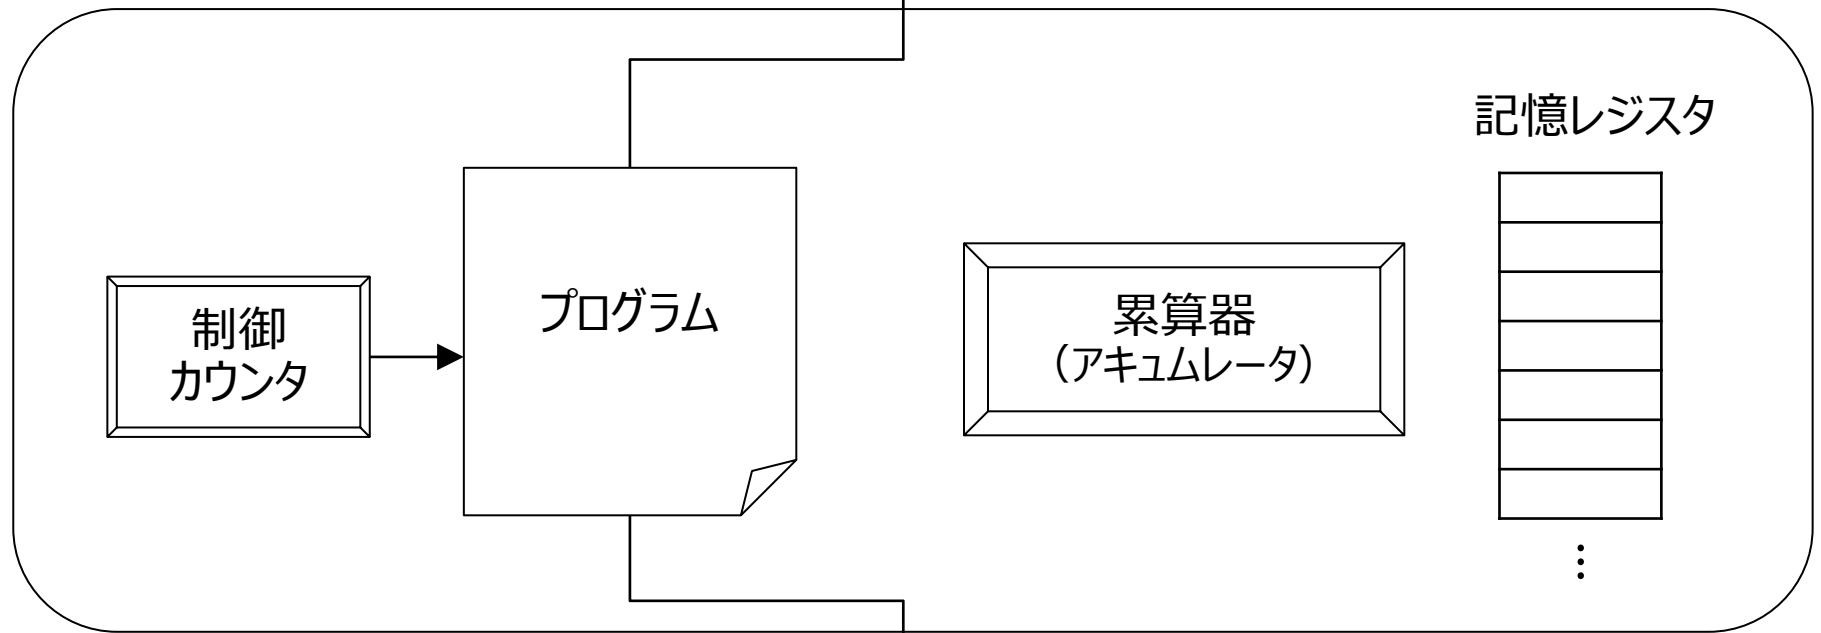 記憶レジスタ
制御
カウンタ
プログラム
累算器
（アキュムレータ）
⋮